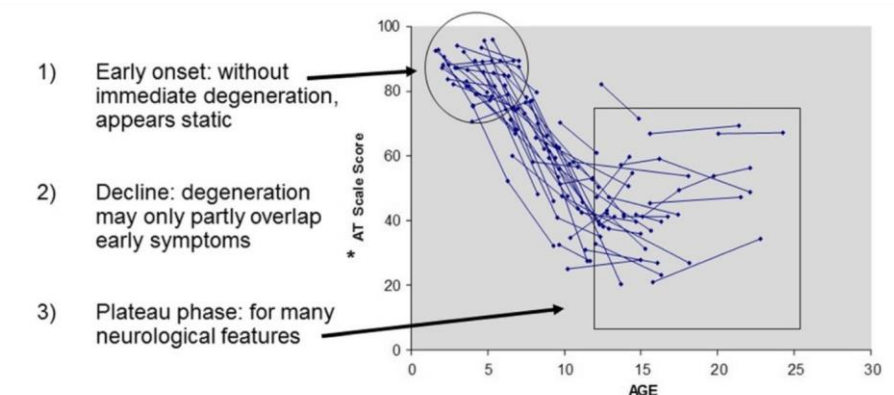 1) Early onset: without
immediate degeneration,
appears static
2) Decline: degeneration
may only partly overlap
early symptoms
3) Plateau phase: for many
neurological features
* AT Scale Score
100
80
60
40
20
0
0 5 10 15 20 25 30
AGE